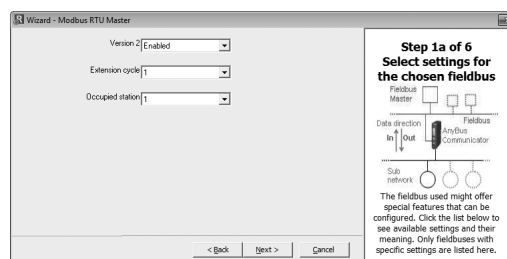 Wizard - Modbus RTU Master
Version 2 Enabled
Extension cycle 1
Occupied station 1
< Back Next > Cancel
Step 1a of 6
Select settings for
the chosen fieldbus
Fieldbus
Master
Fieldbus
Data direction
In Out
AnyBus
Communicator
Sub
network
The fieldbus used might offer
special features that can be
configured. Click the list below to
see available settings and their
meaning. Only fieldbuses with
specific settings are listed here.